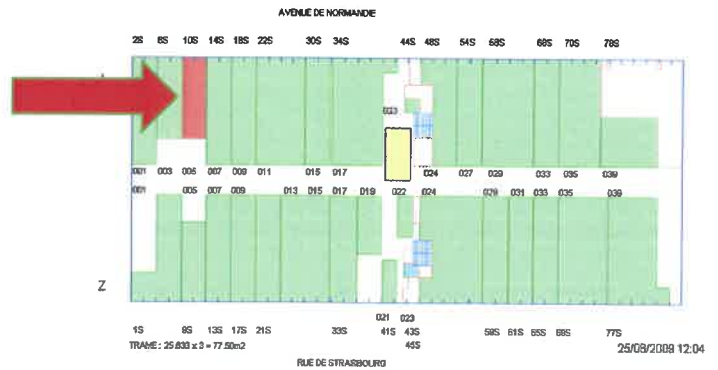 AVENUE DE NORMANDIE
2S 6S 10S 14S 18S 22S 30S 34S 44S 48S 54S 58S 66S 70S 78S
023
001 003 005 007 009 011 015 017 024 027 029 033 035 039
001 005 007 009 013 015 017 019 022 024 029 031 033 035 039
Z
021 023
1S 9S 13S 17S 21S 33S 41S 43S 59S 61S 65S 69S 77S
45S
TRAME : 25.833 x 3 = 77.50m2
25/08/2009 12:04
RUE DE STRASBOURG